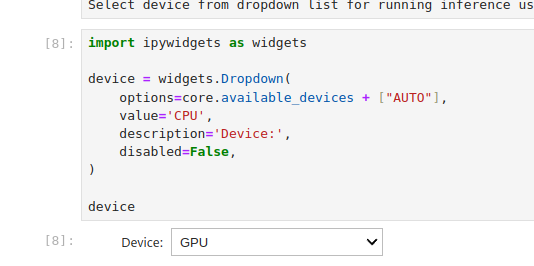 Select device from dropdown list for running inference us
[8]: import ipywidgets as widgets
device = widgets.Dropdown(
    options=core.available_devices + ["AUTO"],
    value='CPU',
    description='Device:',
    disabled=False,
)
device
[8]: Device: GPU